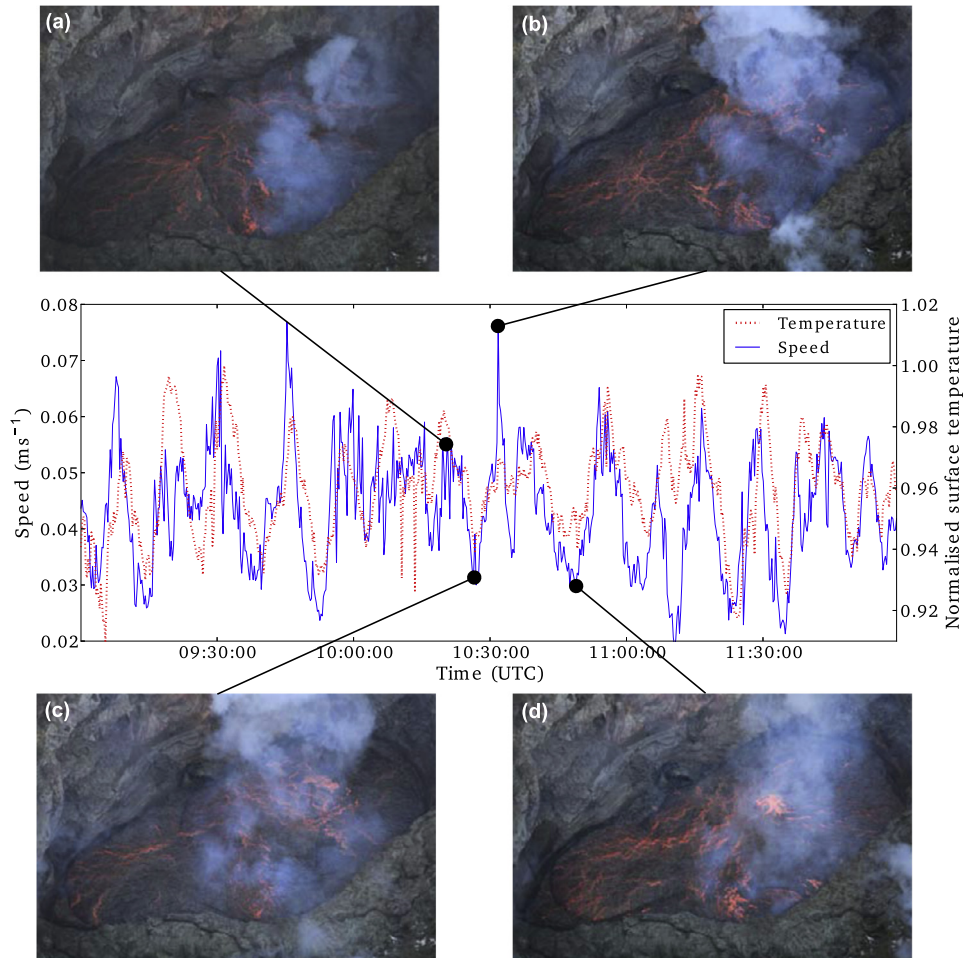 (a)
(b)
0.08
0.07
0.06
0.05
0.04
0.03
0.02
Speed (ms⁻¹)
Temperature
Speed
1.02
1.00
0.98
0.96
0.94
0.92
Normalised surface temperature
09:30:00
10:00:00
10:30:00
11:00:00
11:30:00
Time (UTC)
(c)
(d)